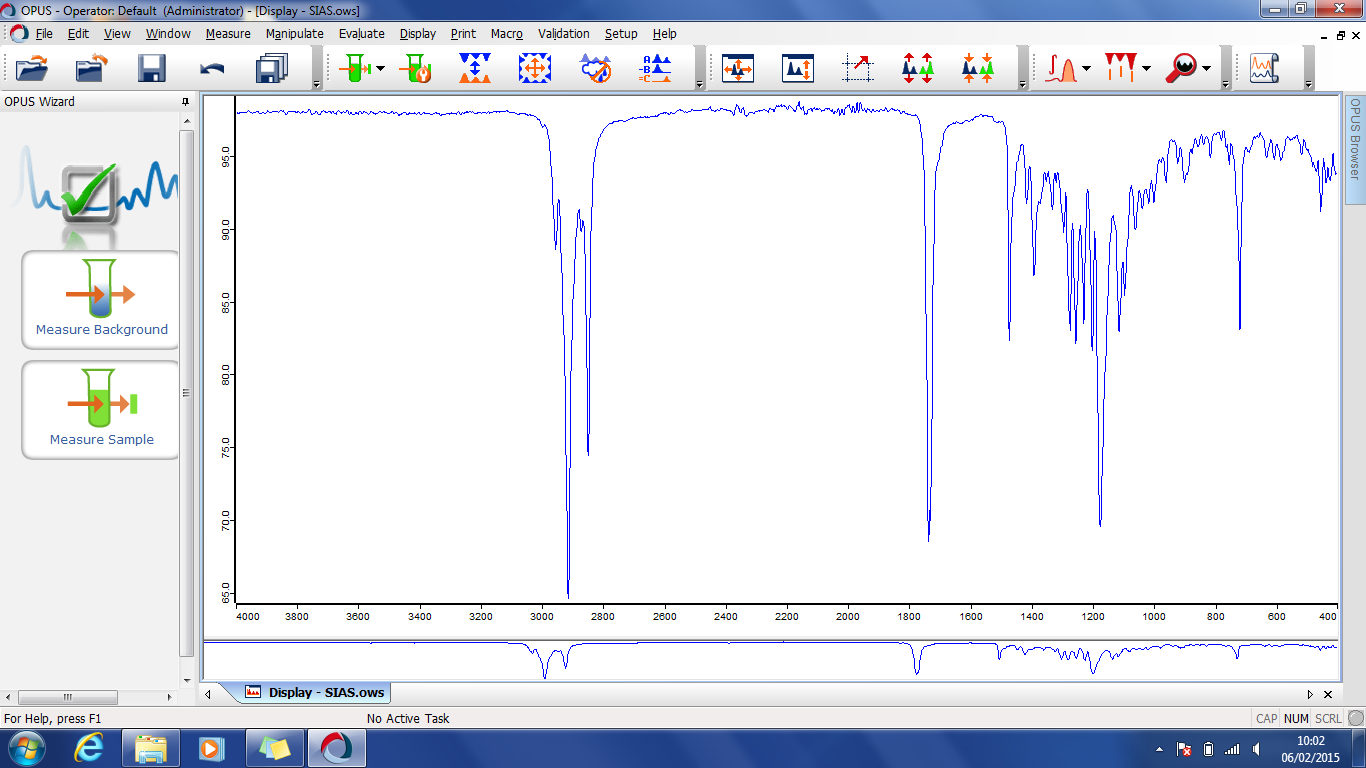 OPUS - Operator: Default  (Administrator) - [Display - SIAS.ows]
File Edit View Window Measure Manipulate Evaluate Display Print Macro Validation Setup Help
A
B
=C
OPUS Wizard
Measure Background
Measure Sample
95.0
90.0
85.0
80.0
75.0
70.0
65.0
4000 3600 3200 3000 2800 2600 2400 2200 2000 1800 1600 1400 1200 1000 800 600 400
OPUS Browser
Display - SIAS.ows
For Help, press F1
No Active Task
CAP NUM SCRL
10:02
06/02/2015